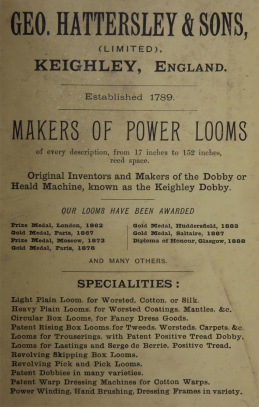 GEO. HATTERSLEY & SONS,
(LIMITED),
KEIGHLEY, ENGLAND.
Established 1789.
MAKERS OF POWER LOOMS
of every description, from 17 inches to 152 inches,
reed space.
Original Inventors and Makers of the Dobby or
Heald Machine, known as the Keighley Dobby.
OUR LOOMS HAVE BEEN AWARDED
Prize Medal, London, 1862
Gold Medal, Paris, 1867
Prize Medal, Moscow, 1872
Gold Medal, Paris, 1878
Gold Medal, Huddersfield, 1883
Gold Medal, Saltaire, 1887
Diploma of Honour, Glasgow, 1888
AND MANY OTHERS.
SPECIALITIES:
Light Plain Loom, for Worsted, Cotton, or Silk.
Heavy Plain Looms, for Worsted Coatings, Mantles, &c.
Circular Box Looms, for Fancy Dress Goods.
Patent Rising Box Looms, for Tweeds, Worsteds, Carpets, &c.
Looms for Trouserings, with Patent Positive Tread Dobby.
Looms for Lastings and Serge de Berrie, Positive Tread.
Revolving Skipping Box Looms.
Revolving Pick and Pick Looms.
Patent Dobbies in many varieties.
Patent Warp Dressing Machines for Cotton Warps.
Power Winding, Hand Brushing, Dressing Frames in variety.